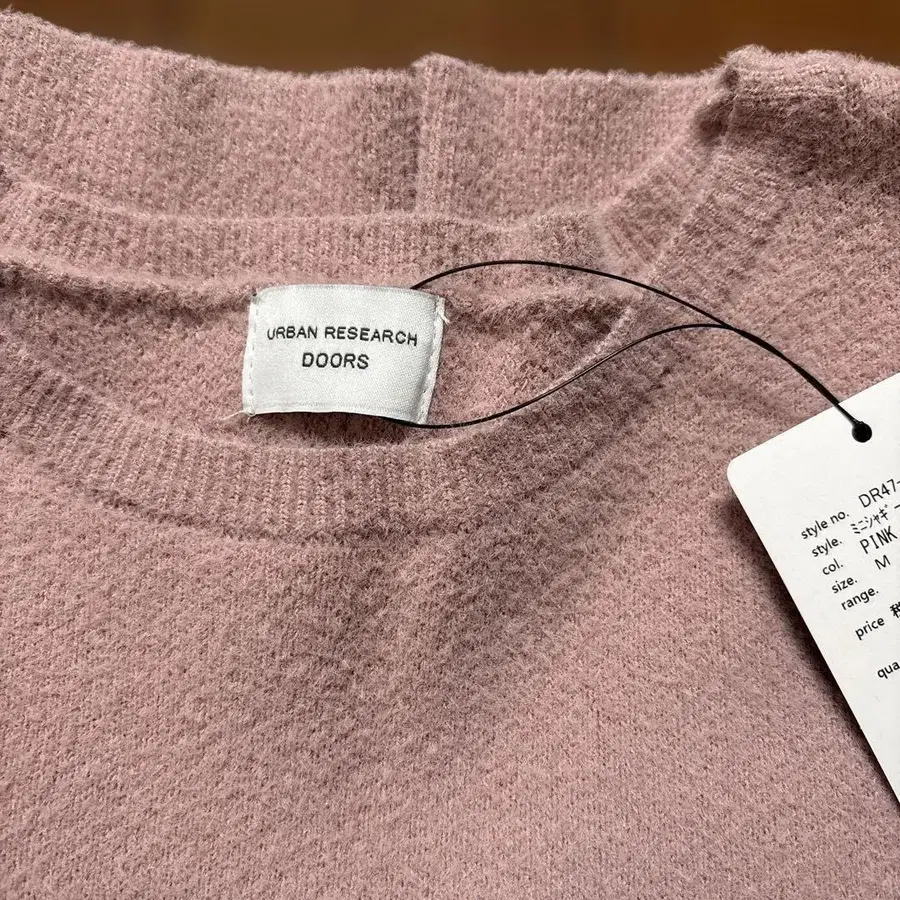 URBAN RESEARCH
DOORS
style no. DR47-
style. ミニシャギー
col. PINK
size. M
range.
price